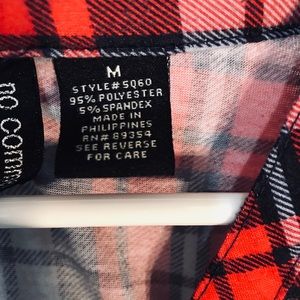 no comm
M
STYLE#SQ60
95% POLYESTER
5% SPANDEX
MADE IN
PHILIPPINES
RN# 89354
SEE REVERSE
FOR CARE